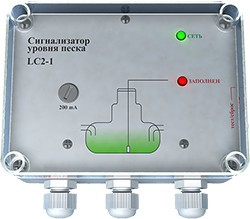 Сигнализатор
уровня песка
LC2-1
СЕТЬ
ЗАПОЛНЕН
200 mA